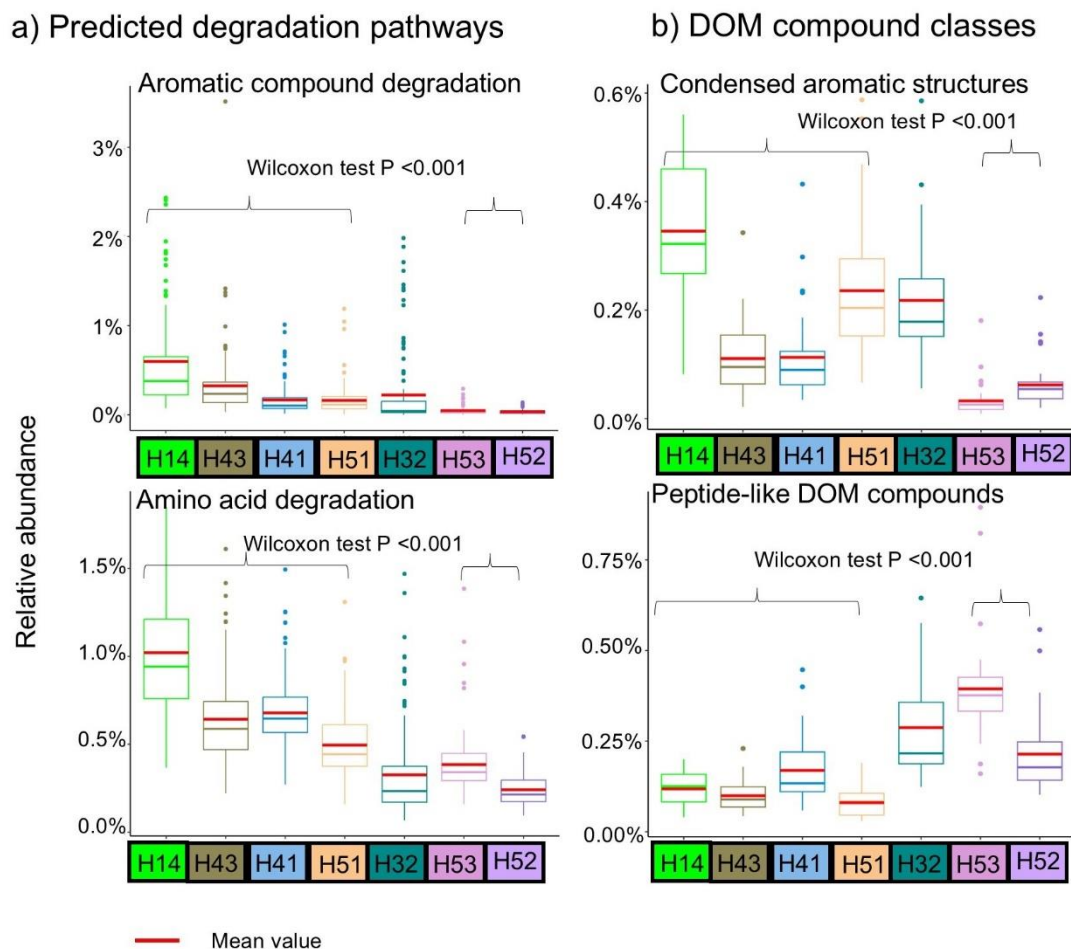 a) Predicted degradation pathways
Aromatic compound degradation
Wilcoxon test P <0.001
3%
2%
1%
0%
H14 H43 H41 H51 H32 H53 H52
Amino acid degradation
Wilcoxon test P <0.001
1.5%
1.0%
0.5%
0.0%
H14 H43 H41 H51 H32 H53 H52
Relative abundance
Mean value
b) DOM compound classes
Condensed aromatic structures
Wilcoxon test P <0.001
0.6%
0.4%
0.2%
0.0%
H14 H43 H41 H51 H32 H53 H52
Peptide-like DOM compounds
Wilcoxon test P <0.001
0.75%
0.50%
0.25%
0.00%
H14 H43 H41 H51 H32 H53 H52